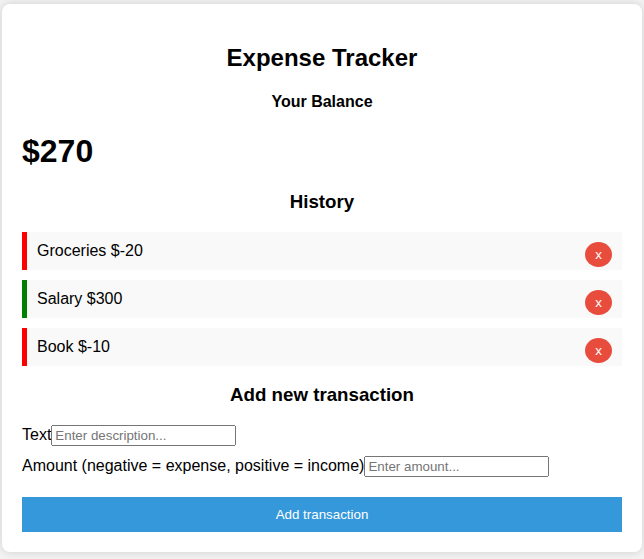 Expense Tracker
Your Balance
$270
History
Groceries $-20 x
Salary $300 x
Book $-10 x
Add new transaction
Text Enter description...
Amount (negative = expense, positive = income) Enter amount...
Add transaction